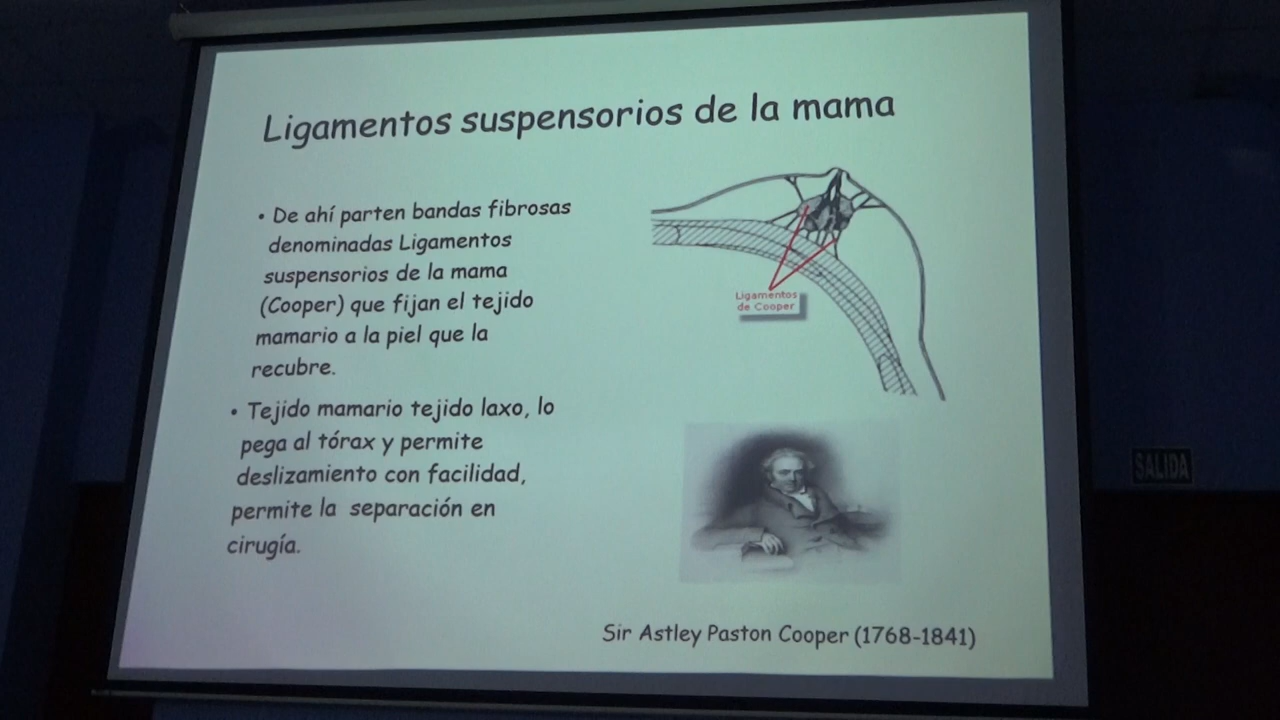 Ligamentos suspensorios de la mama
• De ahí parten bandas fibrosas
denominadas Ligamentos
suspensorios de la mama
(Cooper) que fijan el tejido
mamario a la piel que la
recubre.
• Tejido mamario tejido laxo, lo
pega al tórax y permite
deslizamiento con facilidad,
permite la separación en
cirugía.
Ligamentos
de Cooper
Sir Astley Paston Cooper (1768-1841)
SALIDA